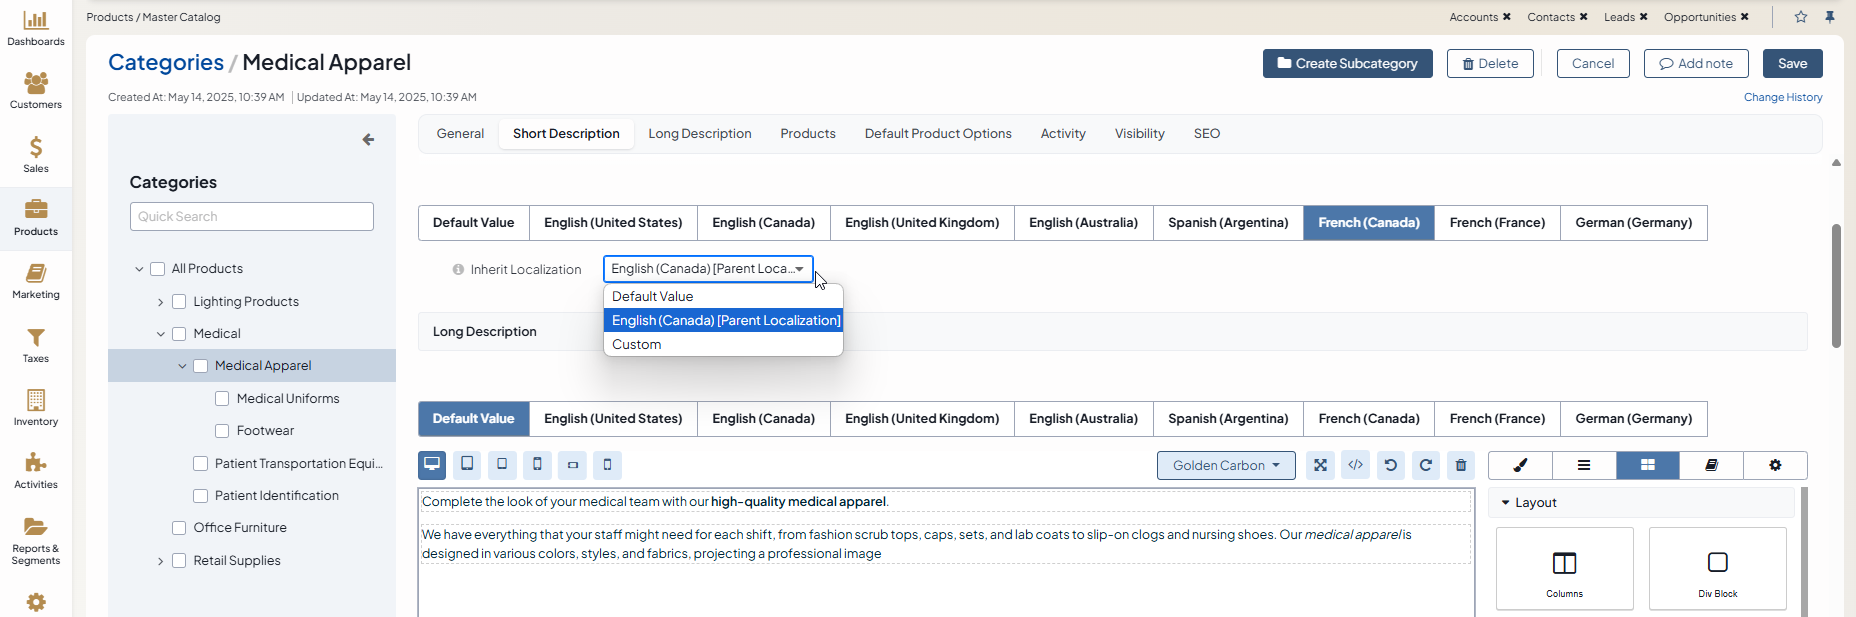 Products / Master Catalog
Accounts ✖ Contacts ✖ Leads ✖ Opportunities ✖
Dashboards
Customers
Sales
Products
Marketing
Taxes
Inventory
Activities
Reports &
Segments
Categories / Medical Apparel
Create Subcategory Delete Cancel Add note Save
Created At: May 14, 2025, 10:39 AM | Updated At: May 14, 2025, 10:39 AM
Change History
Categories
Quick Search
All Products
Lighting Products
Medical
Medical Apparel
Medical Uniforms
Footwear
Patient Transportation Equi...
Patient Identification
Office Furniture
Retail Supplies
General Short Description Long Description Products Default Product Options Activity Visibility SEO
Default Value English (United States) English (Canada) English (United Kingdom) English (Australia) Spanish (Argentina) French (Canada) French (France) German (Germany)
Inherit Localization English (Canada) [Parent Loca...
Default Value
English (Canada) [Parent Localization]
Custom
Long Description
Default Value English (United States) English (Canada) English (United Kingdom) English (Australia) Spanish (Argentina) French (Canada) French (France) German (Germany)
Golden Carbon </>
Complete the look of your medical team with our high-quality medical apparel.
We have everything that your staff might need for each shift, from fashion scrub tops, caps, sets, and lab coats to slip-on clogs and nursing shoes. Our medical apparel is
designed in various colors, styles, and fabrics, projecting a professional image
Layout
Columns
Div Block